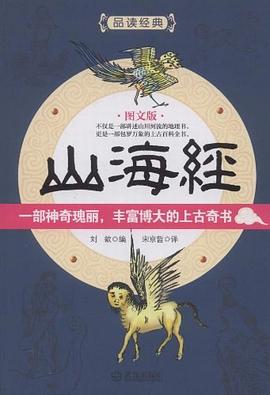 品读经典
图文版
不仅是一部讲述山川河流的地理书，
更是一部包罗万象的上古百科全书。
山海經
一部神奇瑰丽，丰富博大的上古奇书
刘歆◎编 宋京皙◎译